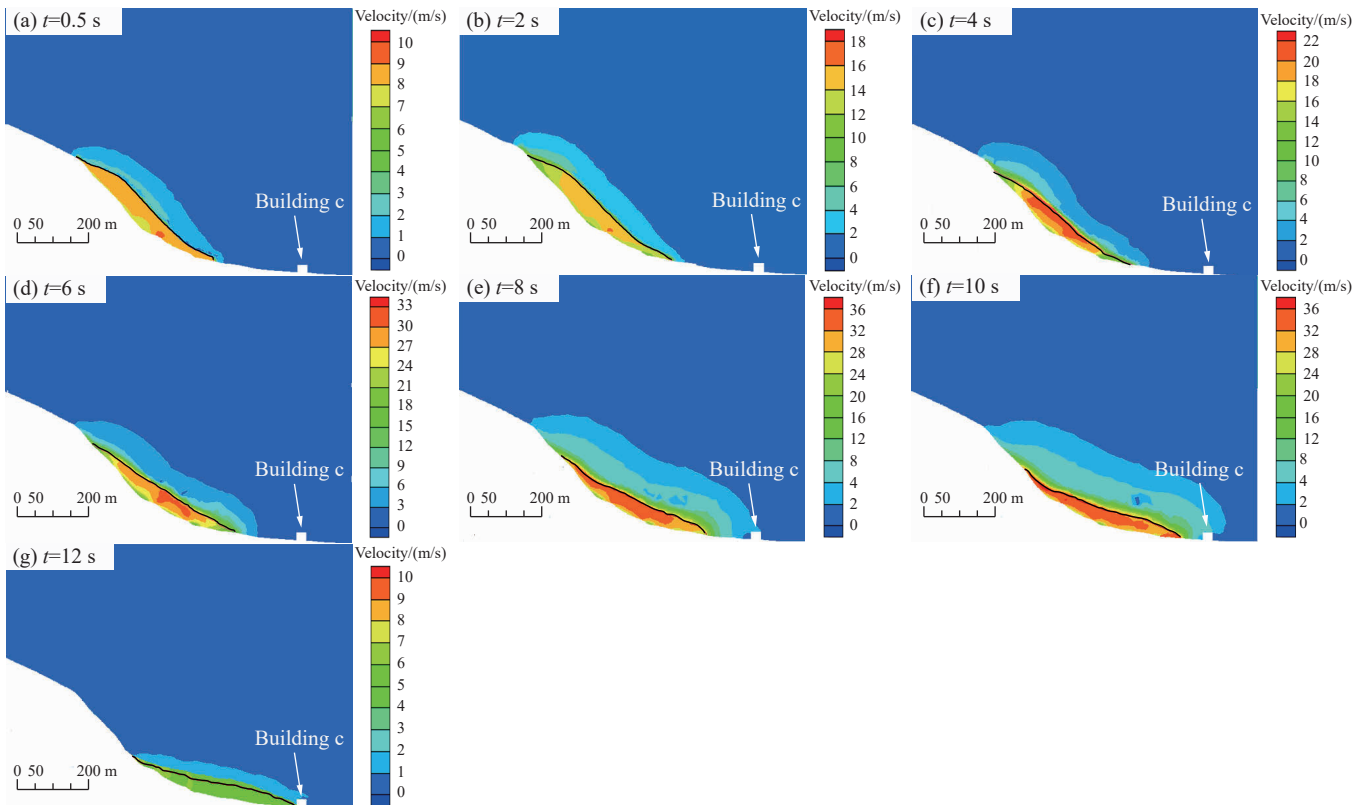 (a) t=0.5 s
Velocity/(m/s)
10
9
8
7
6
5
4
3
2
1
0
Building c
0 50 200 m
(b) t=2 s
Velocity/(m/s)
18
16
14
12
10
8
6
4
2
0
Building c
0 50 200 m
(c) t=4 s
Velocity/(m/s)
22
20
18
16
14
12
10
8
6
4
2
0
Building c
0 50 200 m
(d) t=6 s
Velocity/(m/s)
33
30
27
24
21
18
15
12
9
6
3
0
Building c
0 50 200 m
(e) t=8 s
Velocity/(m/s)
36
32
28
24
20
16
12
8
4
2
0
Building c
0 50 200 m
(f) t=10 s
Velocity/(m/s)
36
32
28
24
20
16
12
8
4
2
0
Building c
0 50 200 m
(g) t=12 s
Velocity/(m/s)
10
9
8
7
6
5
4
3
2
1
0
Building c
0 50 200 m